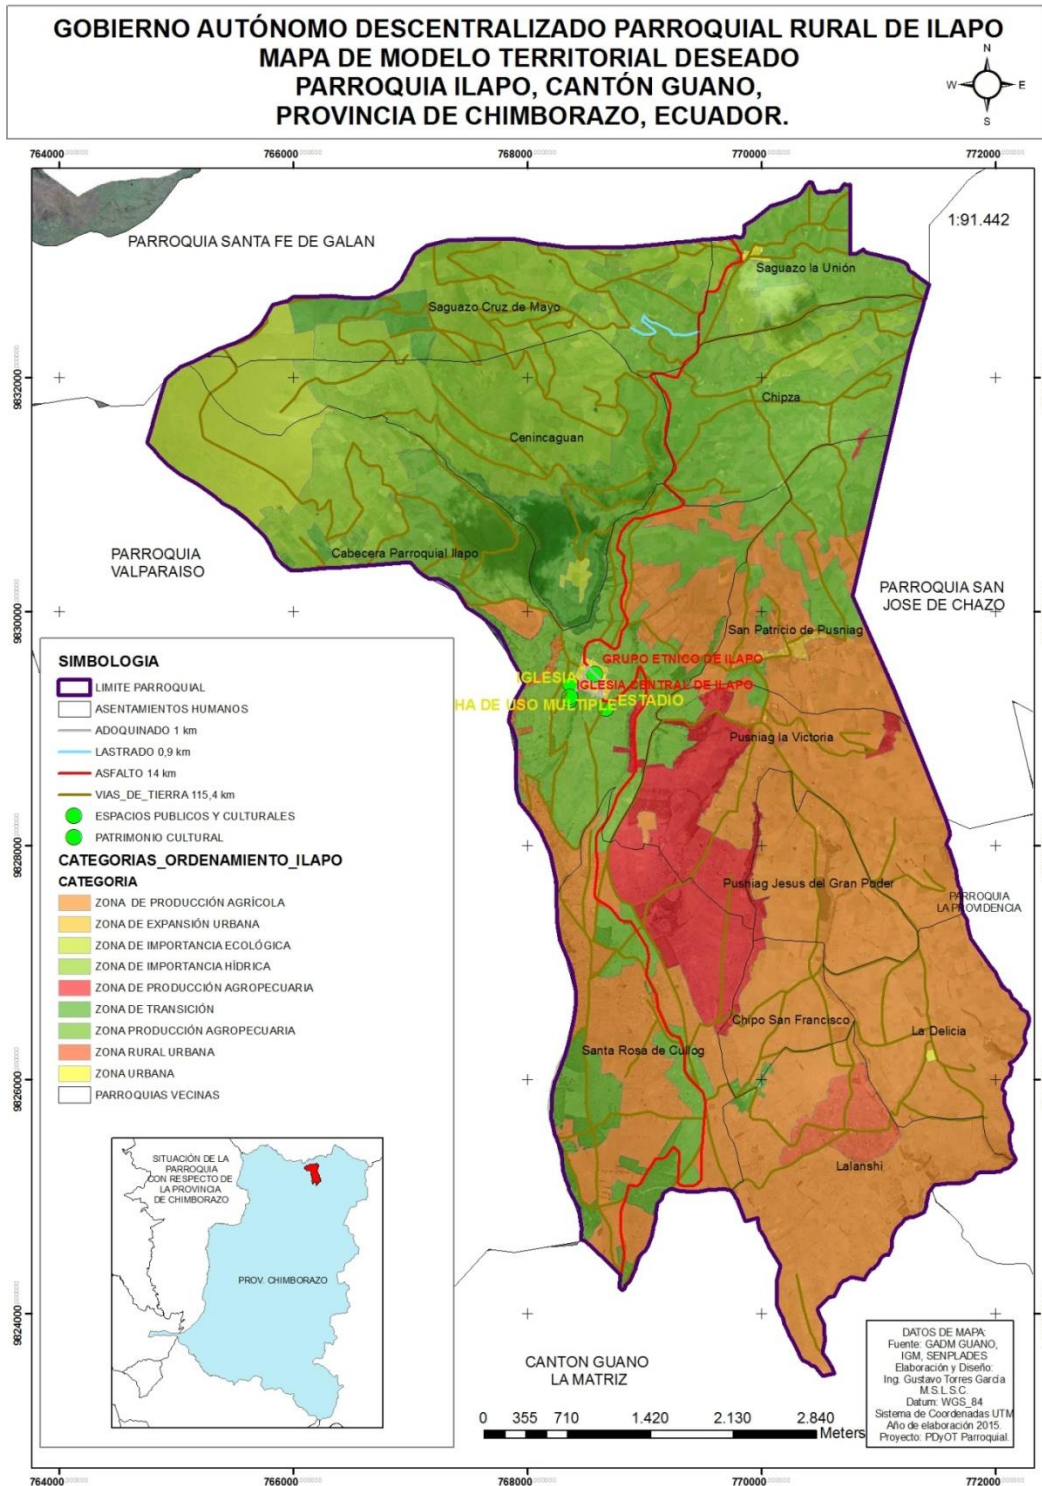 GOBIERNO AUTÓNOMO DESCENTRALIZADO PARROQUIAL RURAL DE ILAPO
MAPA DE MODELO TERRITORIAL DESEADO
PARROQUIA ILAPO, CANTÓN GUANO,
PROVINCIA DE CHIMBORAZO, ECUADOR.
N
W
E
S
764000
766000
768000
770000
772000
1:91.442
PARROQUIA SANTA FE DE GALAN
Saguazo la Unión
Saguazo Cruz de Mayo
9832000
Chipza
Cenincaguan
Cabecera Parroquial Ilapo
PARROQUIA
VALPARAISO
PARROQUIA SAN
JOSE DE CHAZO
9830000
San Patricio de Pusniag
GRUPO ETNICO DE ILAPO
IGLESIA
IGLESIA CENTRAL DE ILAPO
HA DE USO MULTIPLE
ESTADIO
Pusniag la Victoria
9828000
Pusniag Jesus del Gran Poder
PARROQUIA
LA PROVIDENCIA
Chipo San Francisco
La Delicia
Santa Rosa de Cullog
9826000
Lalanshi
9824000
SIMBOLOGIA
LIMITE PARROQUIAL
ASENTAMIENTOS HUMANOS
ADOQUINADO 1 km
LASTRADO 0,9 km
ASFALTO 14 km
VIAS_DE_TIERRA 115,4 km
ESPACIOS PUBLICOS Y CULTURALES
PATRIMONIO CULTURAL
CATEGORIAS_ORDENAMIENTO_ILAPO
CATEGORIA
ZONA DE PRODUCCIÓN AGRÍCOLA
ZONA DE EXPANSIÓN URBANA
ZONA DE IMPORTANCIA ECOLÓGICA
ZONA DE IMPORTANCIA HÍDRICA
ZONA DE PRODUCCIÓN AGROPECUARIA
ZONA DE TRANSICIÓN
ZONA PRODUCCIÓN AGROPECUARIA
ZONA RURAL URBANA
ZONA URBANA
PARROQUIAS VECINAS
SITUACIÓN DE LA
PARROQUIA
CON RESPECTO DE
LA PROVINCIA
DE CHIMBORAZO
PROV. CHIMBORAZO
CANTON GUANO
LA MATRIZ
0 355 710 1.420 2.130 2.840
Meters
DATOS DE MAPA:
Fuente: GADM GUANO,
IGM, SENPLADES
Elaboración y Diseño:
Ing. Gustavo Torres García
M.S.L.S.C.
Datum: WGS_84
Sistema de Coordenadas UTM
Año de elaboración 2015.
Proyecto: PDyOT Parroquial.
764000
766000
768000
770000
772000